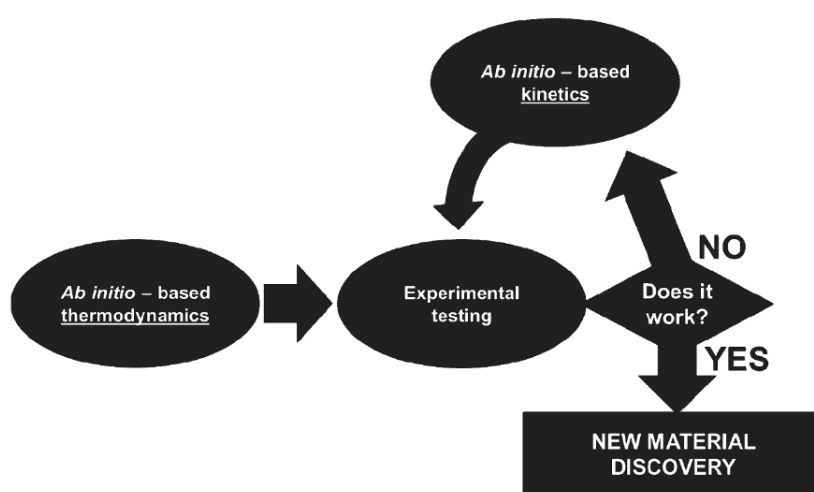 Ab initio – based
kinetics
Ab initio – based
thermodynamics
Experimental
testing
Does it
work?
NO
YES
NEW MATERIAL
DISCOVERY